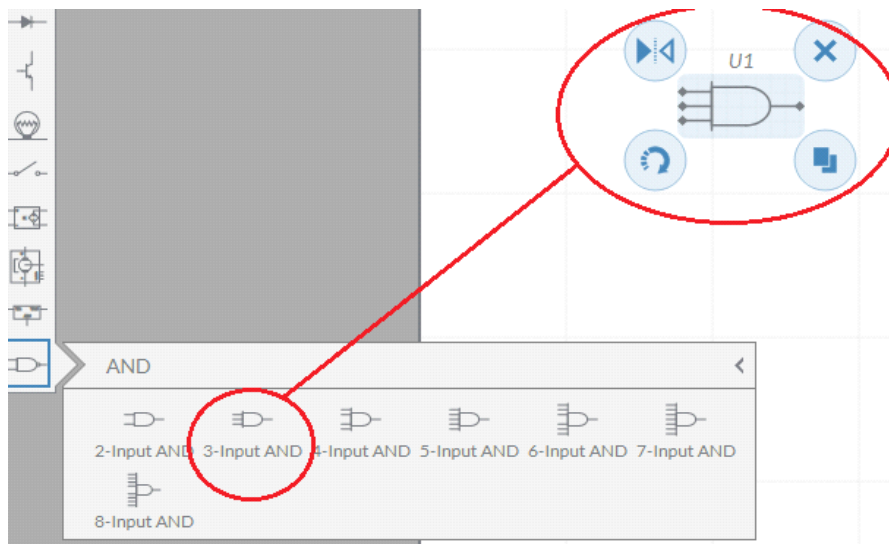 U1
AND
2-Input AND 3-Input AND 4-Input AND 5-Input AND 6-Input AND 7-Input AND
8-Input AND